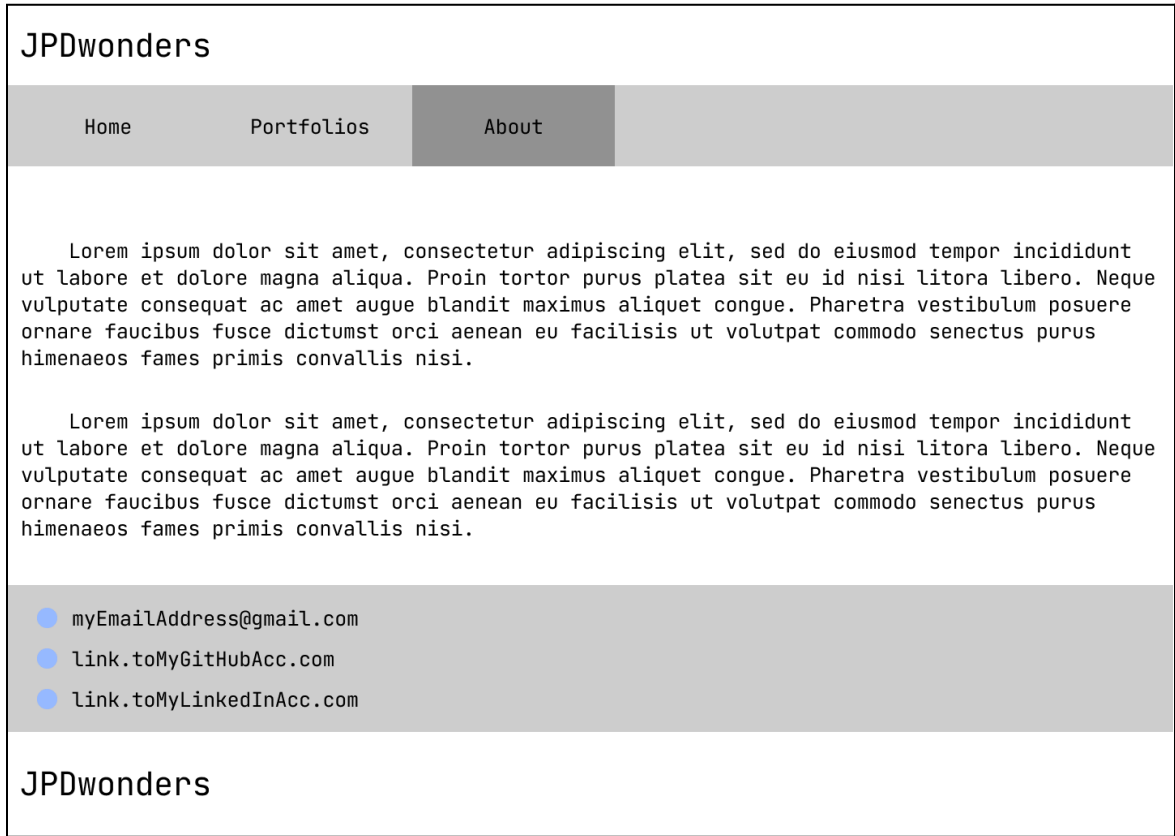 JPDwonders
Home Portfolios About
Lorem ipsum dolor sit amet, consectetur adipiscing elit, sed do eiusmod tempor incididunt
ut labore et dolore magna aliqua. Proin tortor purus platea sit eu id nisi litora libero. Neque
vulputate consequat ac amet augue blandit maximus aliquet congue. Pharetra vestibulum posuere
ornare faucibus fusce dictumst orci aenean eu facilisis ut volutpat commodo senectus purus
himenaeos fames primis convallis nisi.
Lorem ipsum dolor sit amet, consectetur adipiscing elit, sed do eiusmod tempor incididunt
ut labore et dolore magna aliqua. Proin tortor purus platea sit eu id nisi litora libero. Neque
vulputate consequat ac amet augue blandit maximus aliquet congue. Pharetra vestibulum posuere
ornare faucibus fusce dictumst orci aenean eu facilisis ut volutpat commodo senectus purus
himenaeos fames primis convallis nisi.
myEmailAddress@gmail.com
link.toMyGitHubAcc.com
link.toMyLinkedInAcc.com
JPDwonders